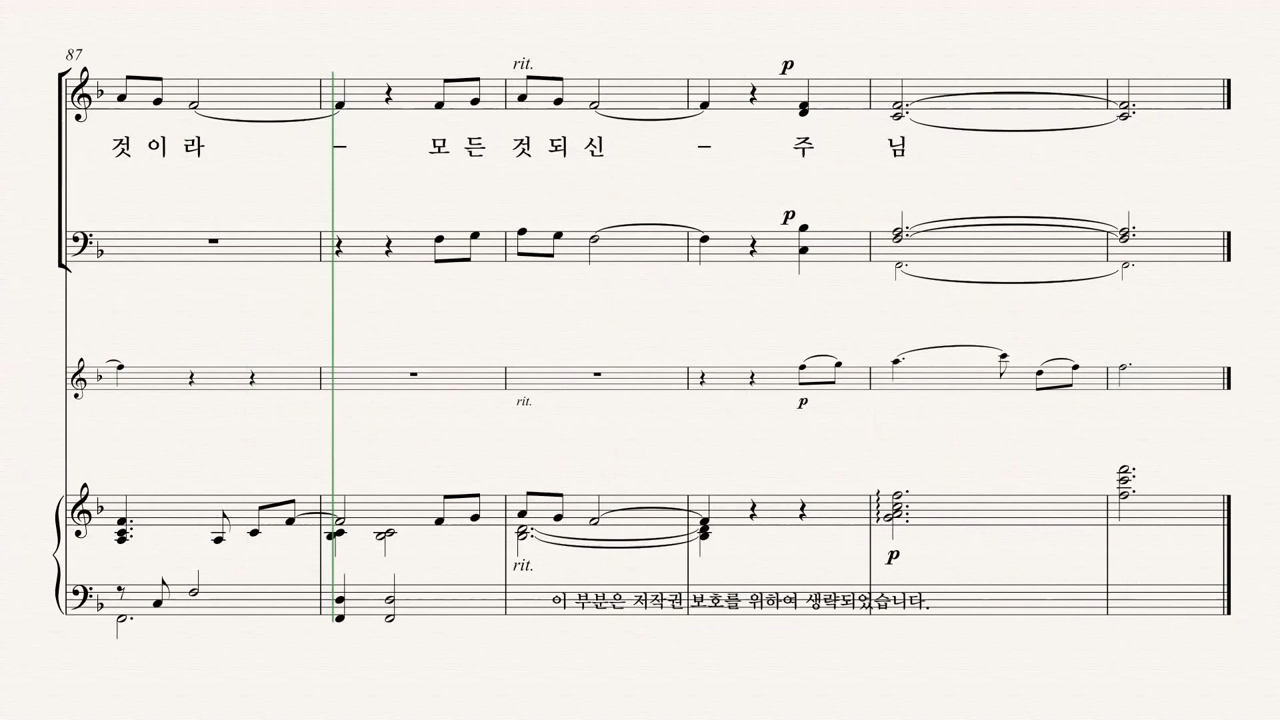 87
rit.
p
것 이 라 – 모 든 것 되 신 – 주 님
p
rit.
p
rit.
p
이 부분은 저작권 보호를 위하여 생략되었습니다.